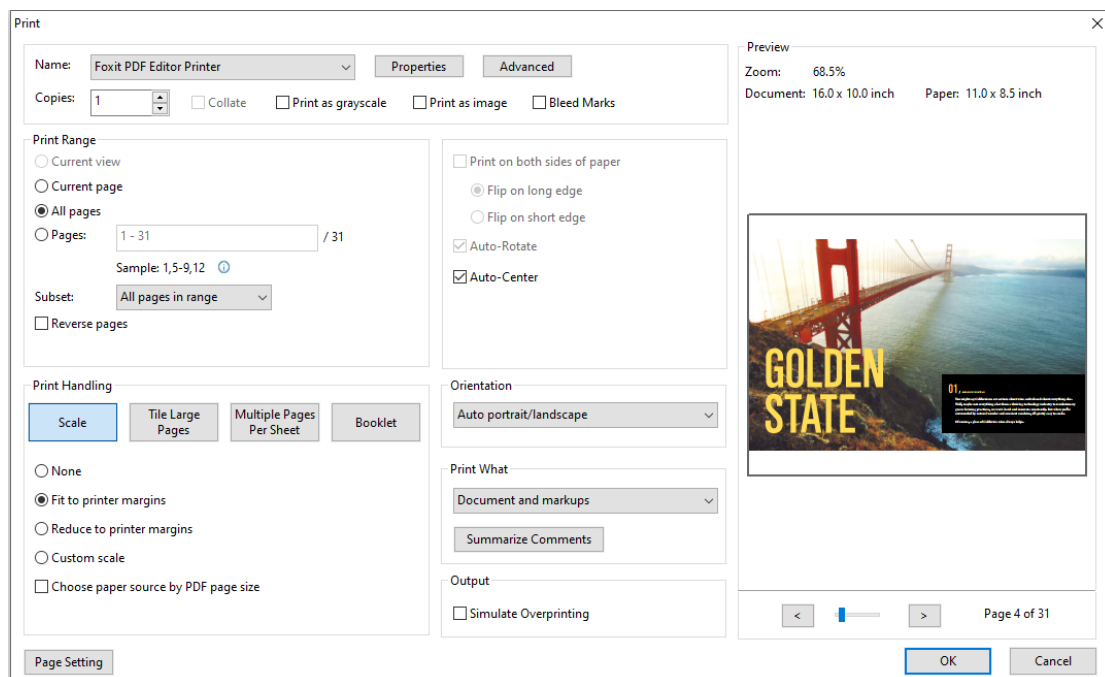 Print
Name: Foxit PDF Editor Printer Properties Advanced
Copies: 1 Collate Print as grayscale Print as image Bleed Marks
Print Range
Current view
Current page
All pages
Pages: 1 - 31 / 31
Sample: 1,5-9,12
Subset: All pages in range
Reverse pages
Print on both sides of paper
Flip on long edge
Flip on short edge
Auto-Rotate
Auto-Center
Print Handling
Scale Tile Large Pages Multiple Pages Per Sheet Booklet
None
Fit to printer margins
Reduce to printer margins
Custom scale
Choose paper source by PDF page size
Orientation
Auto portrait/landscape
Print What
Document and markups
Summarize Comments
Output
Simulate Overprinting
Preview
Zoom: 68.5%
Document: 16.0 x 10.0 inch Paper: 11.0 x 8.5 inch
GOLDEN
STATE
01
< > Page 4 of 31
Page Setting OK Cancel